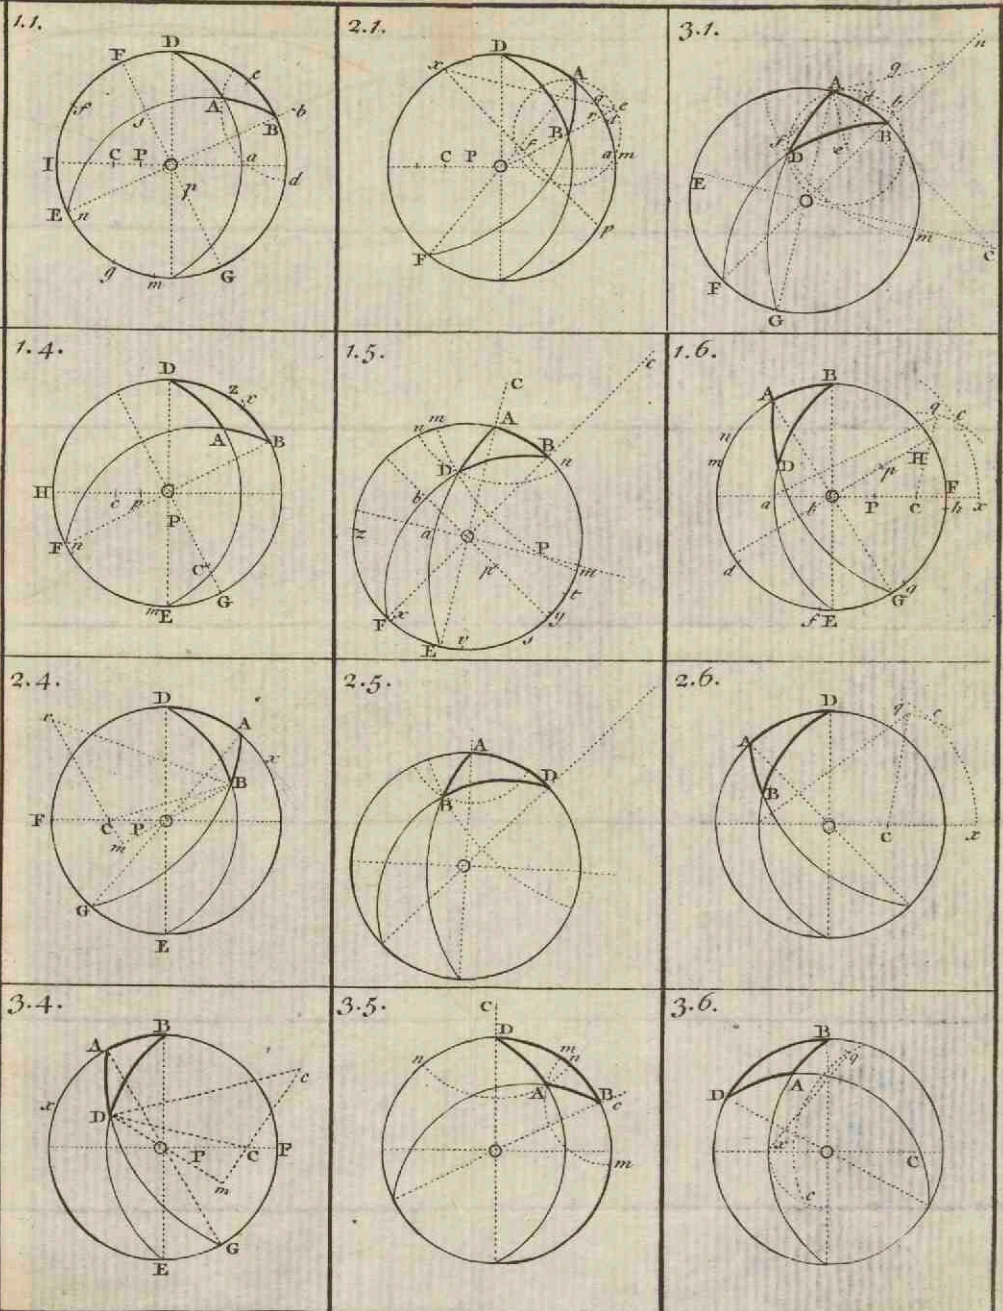 1.1.
D
F
e
f
A
s
b
B
I
C
P
a
d
p
E
n
g
m
G
2.1.
D
x
A
g
e
r
s
B
C
P
a
m
p
F
3.1.
n
g
A
d
b
f
B
D
e
E
m
c
F
G
1.4.
D
z
x
A
B
H
c
p
P
F
n
C
G
m
E
1.5.
c
C
m
n
A
B
D
n
b
z
a
P
p
m
t
F
x
y
E
v
s
1.6.
B
A
q
c
n
m
D
H
p
a
b
P
C
F
h
x
d
g
G
f
E
2.4.
D
r
A
x
B
F
C
P
m
G
E
2.5.
A
D
B
2.6.
D
q
c
A
B
C
x
3.4.
B
A
c
x
D
P
C
F
m
G
E
3.5.
C
D
n
m
n
A
B
c
m
3.6.
B
q
D
A
x
C
c